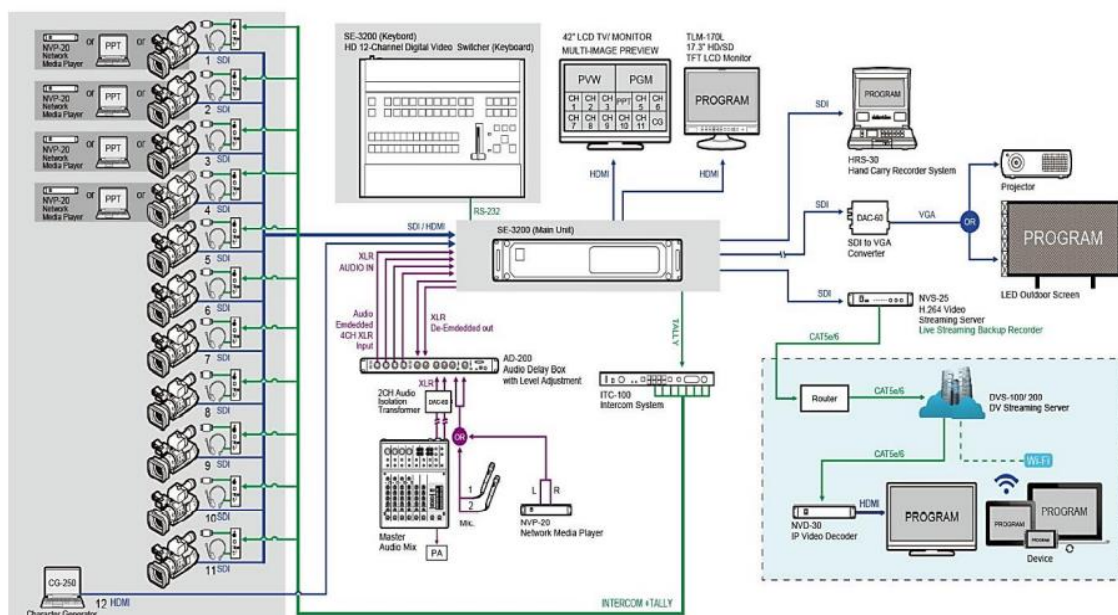 NVP-20
Network
Media Player
or
PPT
or
1 SDI
NVP-20
Network
Media Player
or
PPT
or
2 SDI
NVP-20
Network
Media Player
or
PPT
or
3 SDI
NVP-20
Network
Media Player
or
PPT
or
4 SDI
5 SDI
6 SDI
7 SDI
8 SDI
9 SDI
10 SDI
11 SDI
CG-250
Character Generator
12 HDMI
SE-3200 (Keybord)
HD 12-Channel Digital Video Switcher (Keyboard)
RS-232
42" LCD TV/ MONITOR
MULTI-IMAGE PREVIEW
PVW
PGM
CH 1
CH 2
CH 3
PPT
CH 5
CH 6
CH 7
CH 8
CH 9
CH 10
CH 11
CG
HDMI
TLM-170L
17.3" HD/SD
TFT LCD Monitor
PROGRAM
HDMI
SDI / HDMI
SE-3200 (Main Unit)
XLR
AUDIO IN
Audio
Emdedded
4CH XLR
Input
XLR
De-Emdedded out
AD-200
Audio Delay Box
with Level Adjustment
XLR
2CH Audio
Isolation
Transformer
OR
1
2
Mik.
L
R
NVP-20
Network Media Player
Master
Audio Mix
PA
TALLY
ITC-100
Intercom System
INTERCOM +TALLY
SDI
PROGRAM
HRS-30
Hand Carry Recorder System
SDI
DAC-60
SDI to VGA
Converter
VGA
OR
Projector
PROGRAM
LED Outdoor Screen
SDI
NVS-25
H.264 Video
Streaming Server
Live Streaming Backup Recorder
CAT5e/6
Router
CAT5e/6
DVS-100/ 200
DV Streaming Server
CAT5e/6
Wi-Fi
NVD-30
IP Video Decoder
HDMI
PROGRAM
PROGRAM
PROGRAM
PROGRAM
Device